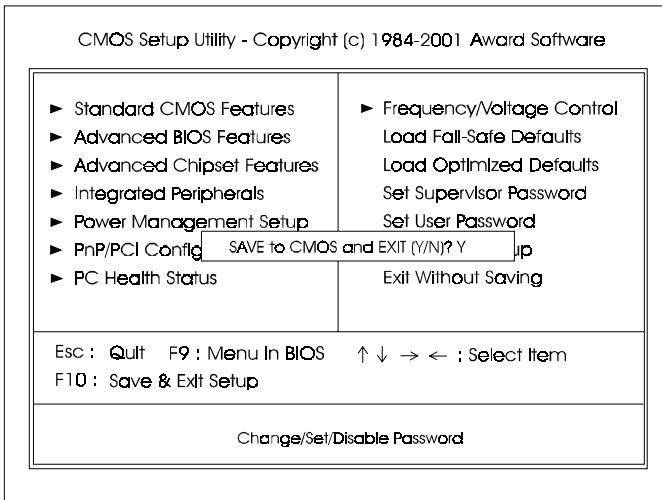 CMOS Setup Utility - Copyright (c) 1984-2001 Award Software
► Standard CMOS Features
► Advanced BIOS Features
► Advanced Chipset Features
► Integrated Peripherals
► Power Management Setup
► PnP/PCI Config
► PC Health Status
► Frequency/Voltage Control
Load Fail-Safe Defaults
Load Optimized Defaults
Set Supervisor Password
Set User Password
up
Exit Without Saving
SAVE to CMOS and EXIT (Y/N)? Y
Esc : Quit F9 : Menu In BIOS ↑ ↓ → ← : Select Item
F10 : Save & Exit Setup
Change/Set/Disable Password